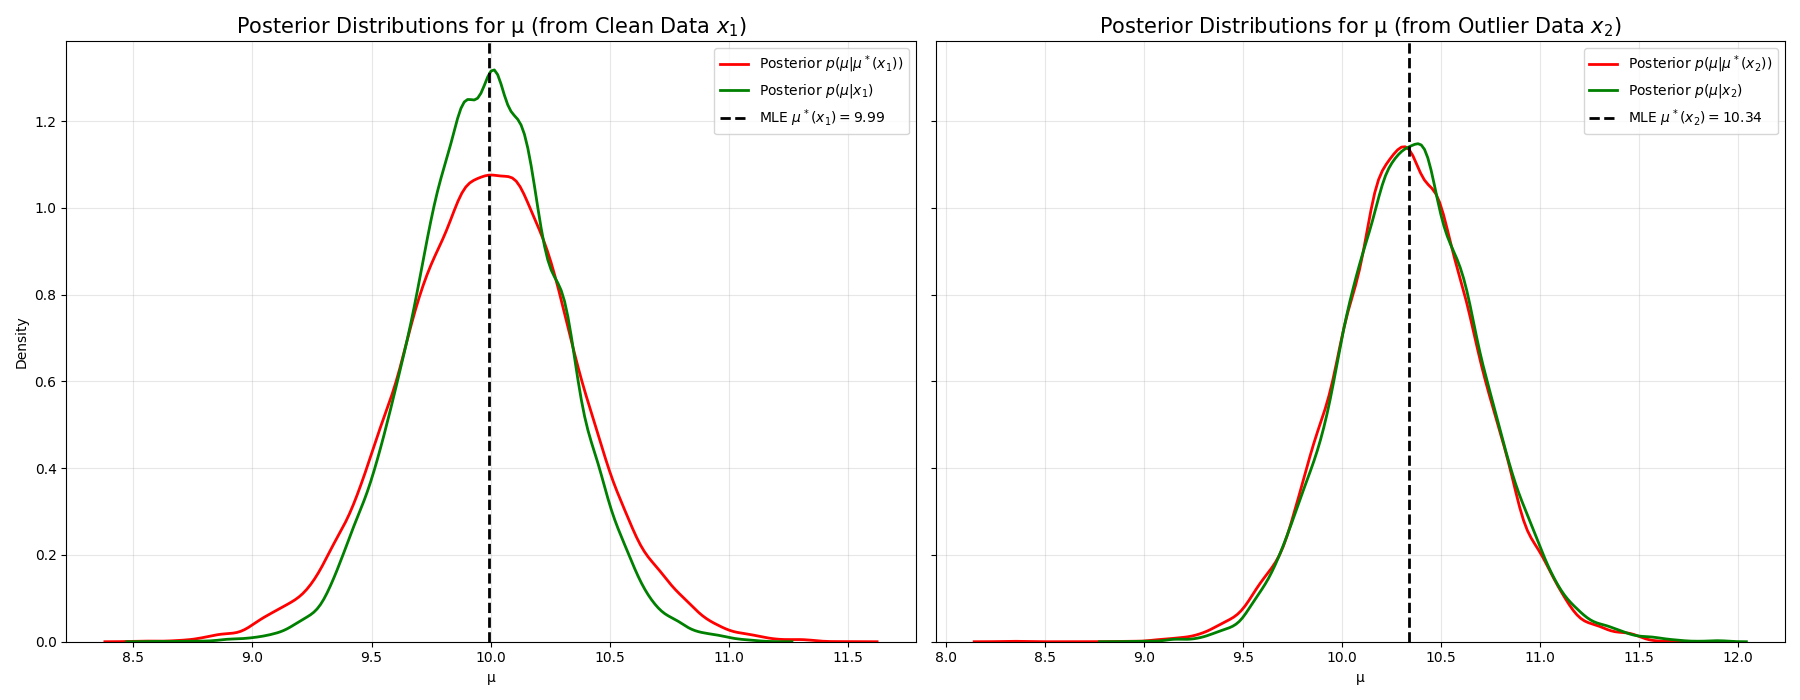 Posterior Distributions for μ (from Clean Data x₁)
Posterior p(μ|μ*(x₁))
Posterior p(μ|x₁)
MLE μ*(x₁) = 9.99
Density
1.2
1.0
0.8
0.6
0.4
0.2
0.0
8.5 9.0 9.5 10.0 10.5 11.0 11.5
μ
Posterior Distributions for μ (from Outlier Data x₂)
Posterior p(μ|μ*(x₂))
Posterior p(μ|x₂)
MLE μ*(x₂) = 10.34
8.0 8.5 9.0 9.5 10.0 10.5 11.0 11.5 12.0
μ